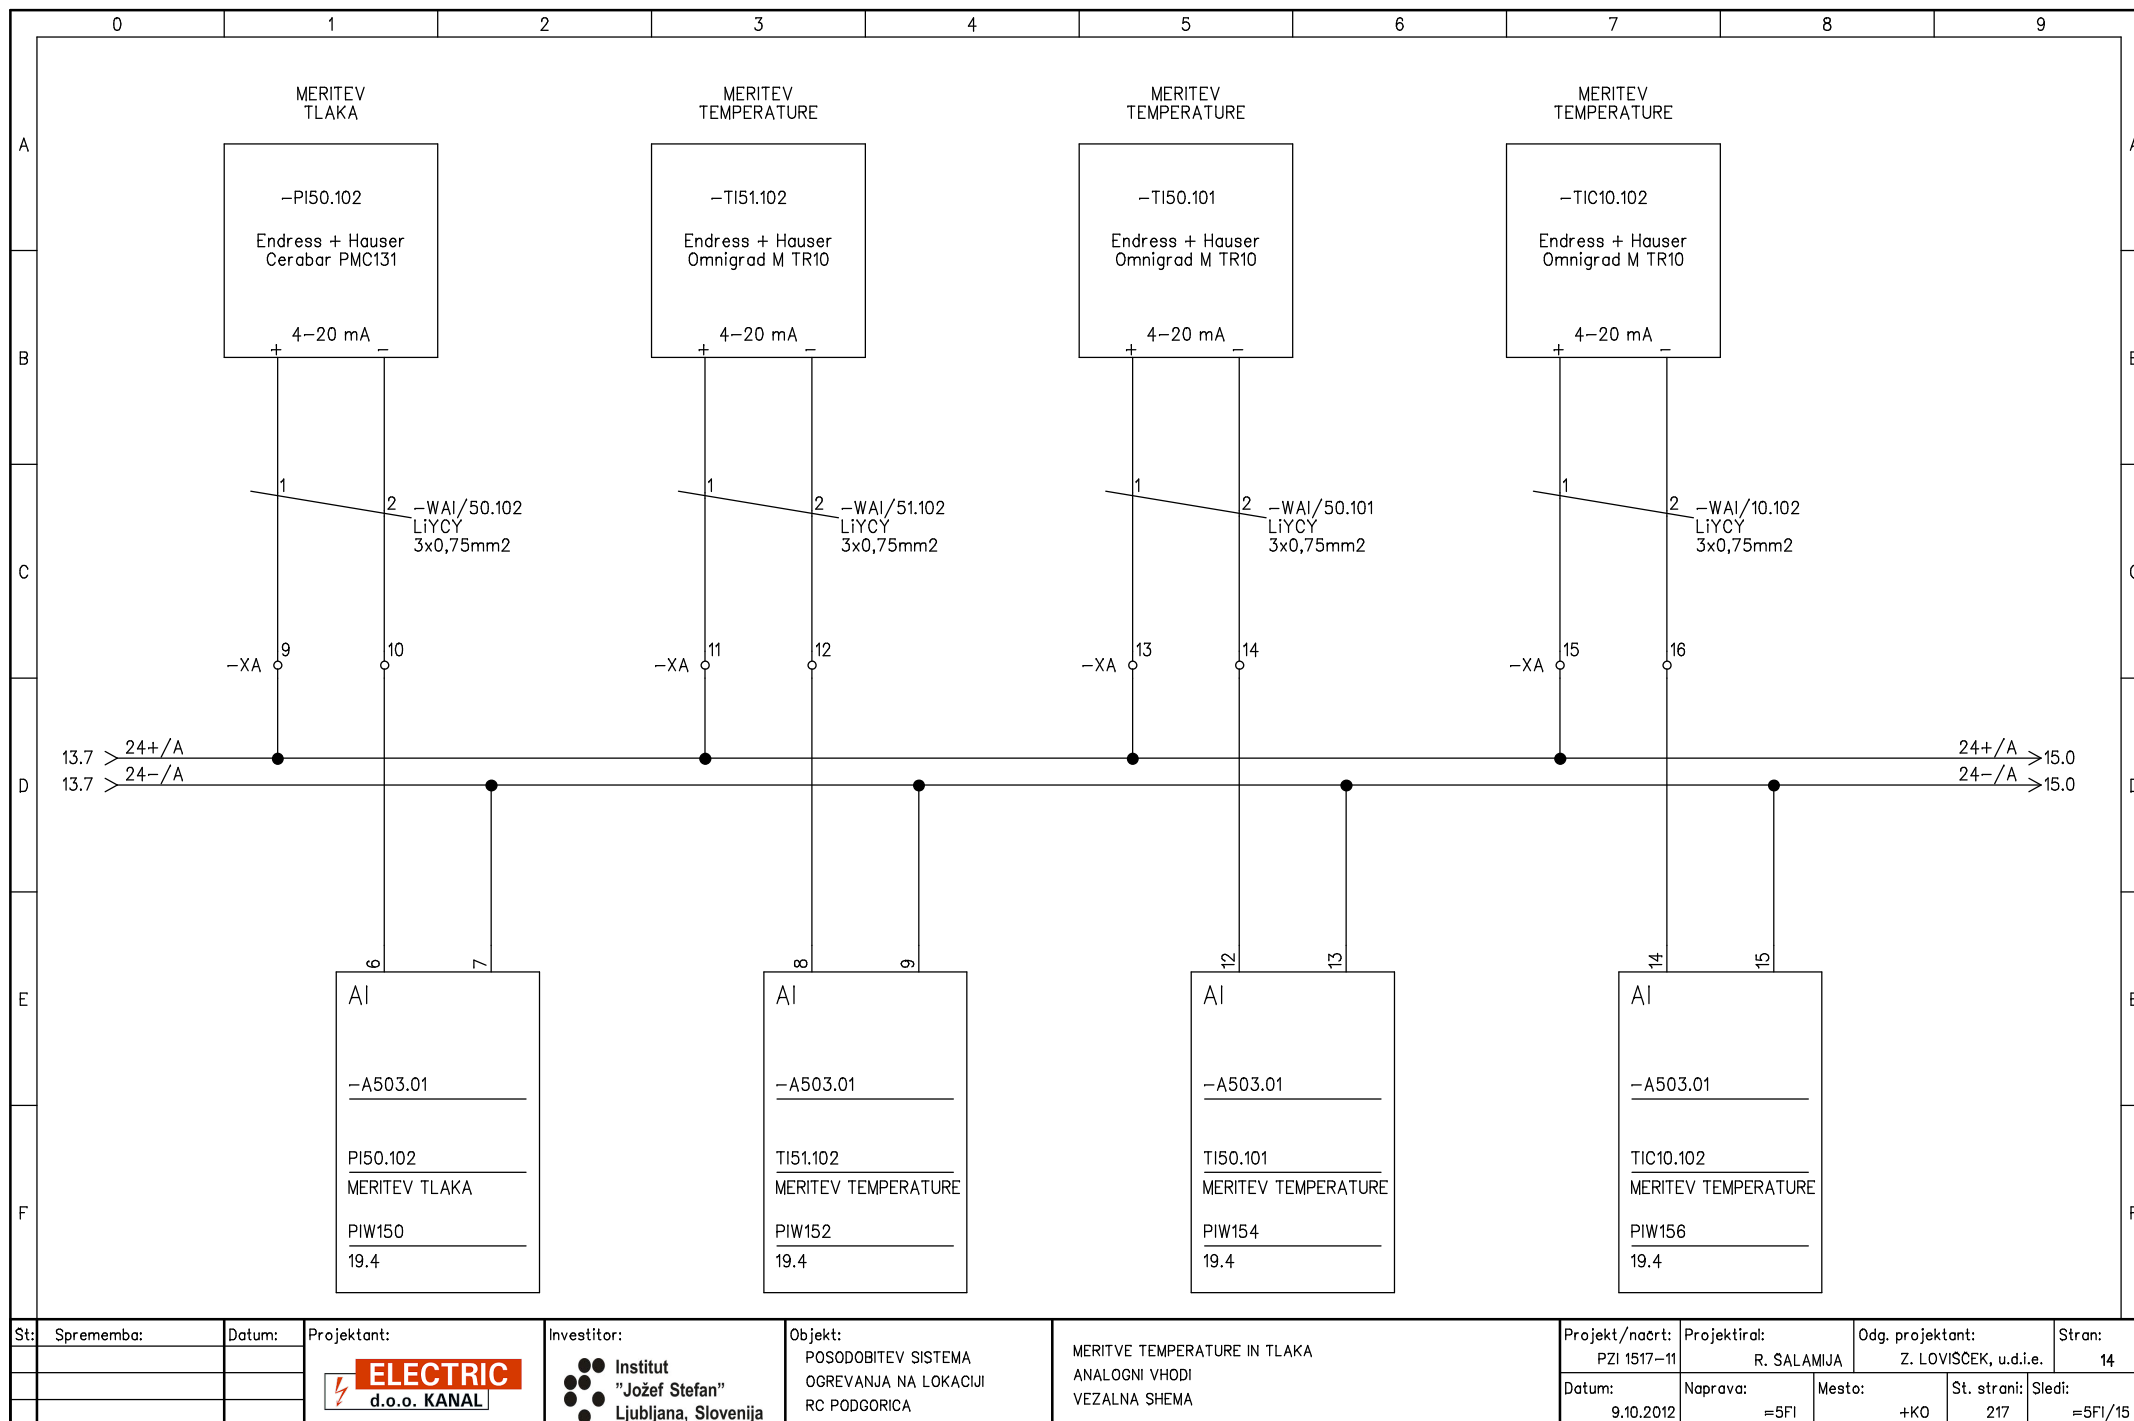 0 1 2 3 4 5 6 7 8 9
MERITEV
TLAKA
MERITEV
TEMPERATURE
MERITEV
TEMPERATURE
MERITEV
TEMPERATURE
A
A
-PI50.102
Endress + Hauser
Cerabar PMC131
4-20 mA
+ -
-TI51.102
Endress + Hauser
Omnigrad M TR10
4-20 mA
+ -
-TI50.101
Endress + Hauser
Omnigrad M TR10
4-20 mA
+ -
-TIC10.102
Endress + Hauser
Omnigrad M TR10
4-20 mA
+ -
B
1
2 -WAI/50.102
LiYCY
3x0,75mm2
1
2 -WAI/51.102
LiYCY
3x0,75mm2
1
2 -WAI/50.101
LiYCY
3x0,75mm2
1
2 -WAI/10.102
LiYCY
3x0,75mm2
C
-XA 9 10
-XA 11 12
-XA 13 14
-XA 15 16
13.7 24+/A 24+/A 15.0
13.7 24-/A 24-/A 15.0
D
6 7
8 9
12 13
14 15
E
AI
-A503.01
PI50.102
MERITEV TLAKA
PIW150
19.4
AI
-A503.01
TI51.102
MERITEV TEMPERATURE
PIW152
19.4
AI
-A503.01
TI50.101
MERITEV TEMPERATURE
PIW154
19.4
AI
-A503.01
TIC10.102
MERITEV TEMPERATURE
PIW156
19.4
F
Št: Sprememba: Datum:
Projektant:
ELECTRIC
d.o.o. KANAL
Investitor:
Institut
"Jožef Stefan"
Ljubljana, Slovenija
Objekt:
POSODOBITEV SISTEMA
OGREVANJA NA LOKACIJI
RC PODGORICA
MERITVE TEMPERATURE IN TLAKA
ANALOGNI VHODI
VEZALNA SHEMA
Projekt/načrt:
PZI 1517-11
Projektiral:
R. SALAMIJA
Odg. projektant:
Z. LOVIŠČEK, u.d.i.e.
Stran:
14
Datum:
9.10.2012
Naprava:
=5FI
Mesto:
+KO
Št. strani:
217
Sledi:
=5FI/15